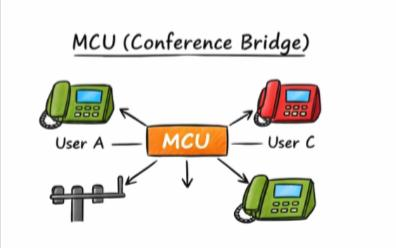 MCU (Conference Bridge)
User A
MCU
User C